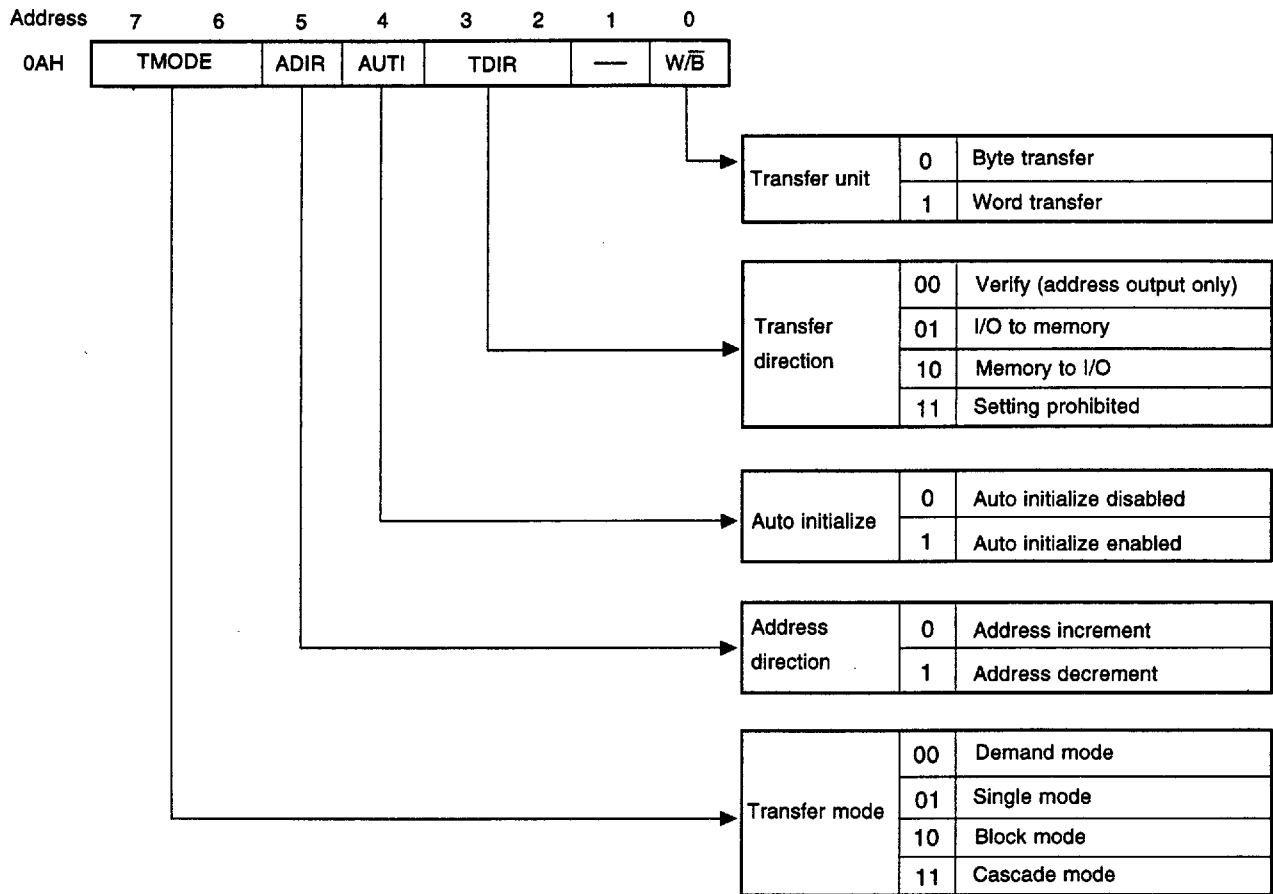 Address 7 6 5 4 3 2 1 0
0AH TMODE ADIR AUTI TDIR — W/B̅
Transfer unit
0 Byte transfer
1 Word transfer
Transfer
direction
00 Verify (address output only)
01 I/O to memory
10 Memory to I/O
11 Setting prohibited
Auto initialize
0 Auto initialize disabled
1 Auto initialize enabled
Address
direction
0 Address increment
1 Address decrement
Transfer mode
00 Demand mode
01 Single mode
10 Block mode
11 Cascade mode